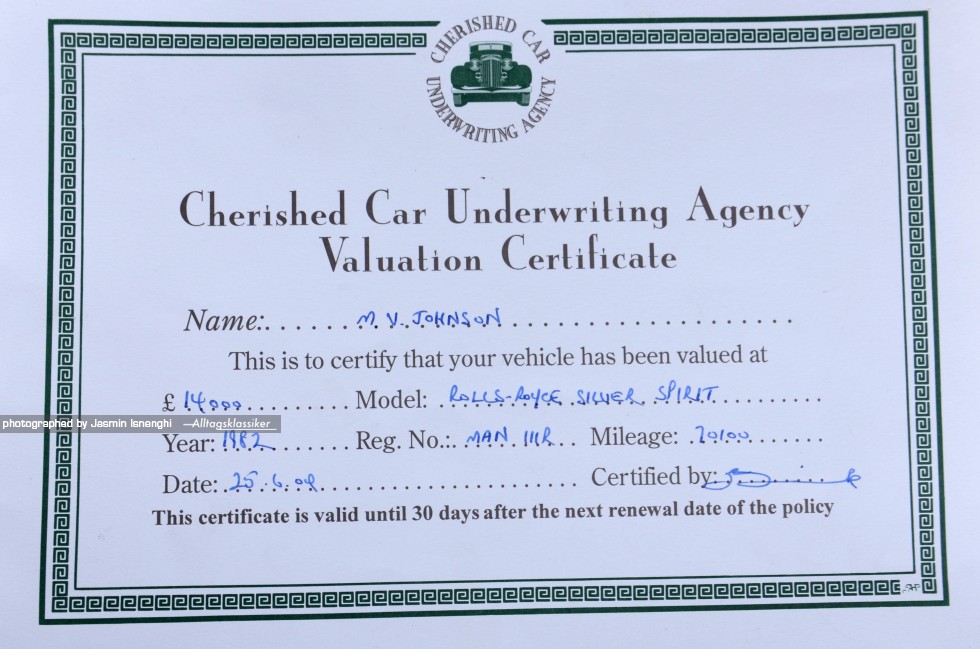 CHERISHED CAR
UNDERWRITING AGENCY
Cherished Car Underwriting Agency
Valuation Certificate
Name:......M.V. JOHNSON......................
This is to certify that your vehicle has been valued at
£ 14000.......... Model: ROLLS-ROYCE SILVER SPIRIT..........
photographed by Jasmin Isnenghi —Alltagsklassiker
Year: 1982 Reg. No.:. MAN 111R... Mileage: 70100.......
Date:..25.6.........................Certified by:
This certificate is valid until 30 days after the next renewal date of the policy